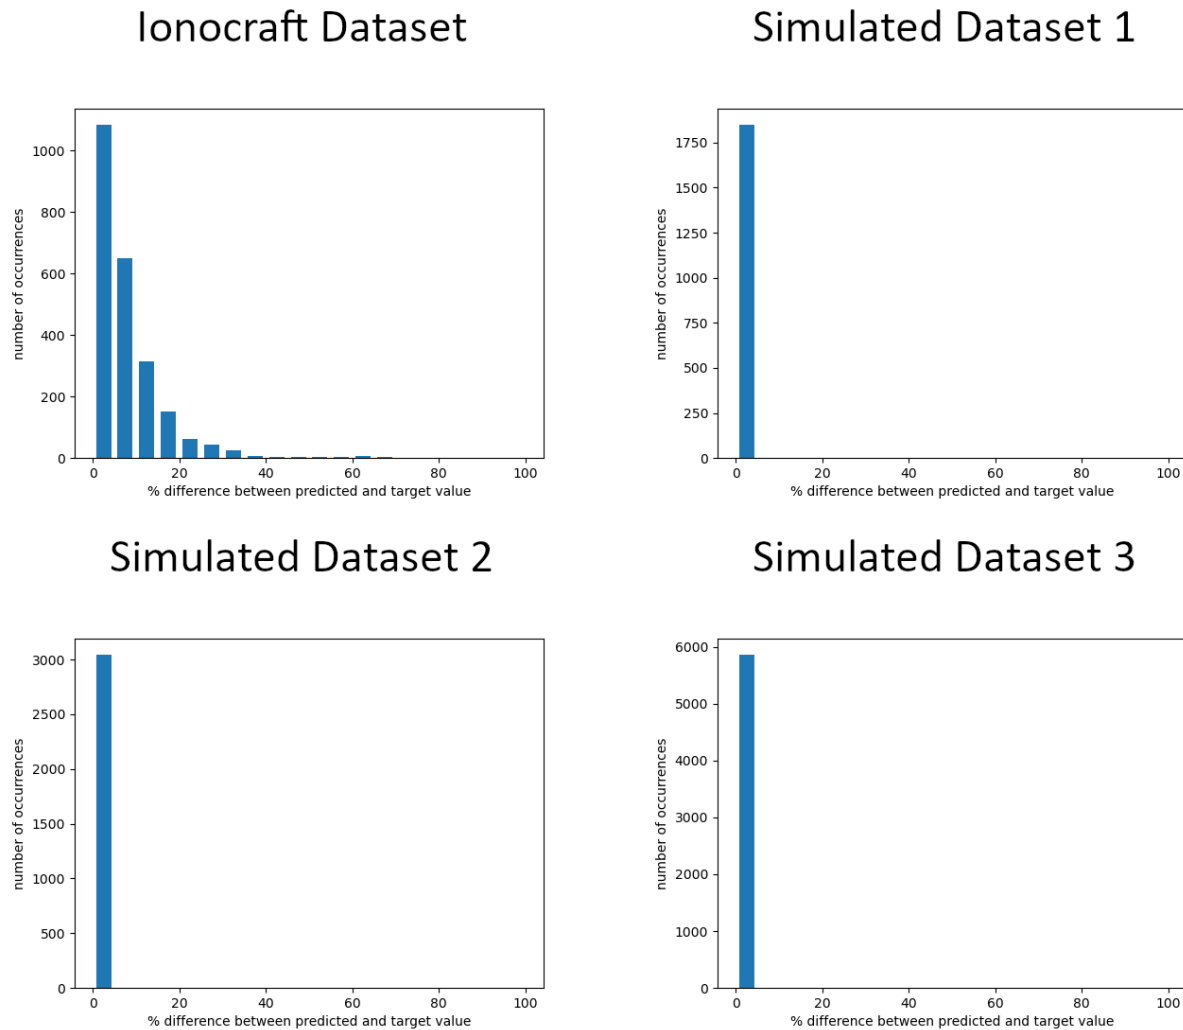 Ionocraft Dataset
number of occurrences
1000
800
600
400
200
0
0 20 40 60 80 100
% difference between predicted and target value
Simulated Dataset 1
number of occurrences
1750
1500
1250
1000
750
500
250
0
0 20 40 60 80 100
% difference between predicted and target value
Simulated Dataset 2
number of occurrences
3000
2500
2000
1500
1000
500
0
0 20 40 60 80 100
% difference between predicted and target value
Simulated Dataset 3
number of occurrences
6000
5000
4000
3000
2000
1000
0
0 20 40 60 80 100
% difference between predicted and target value